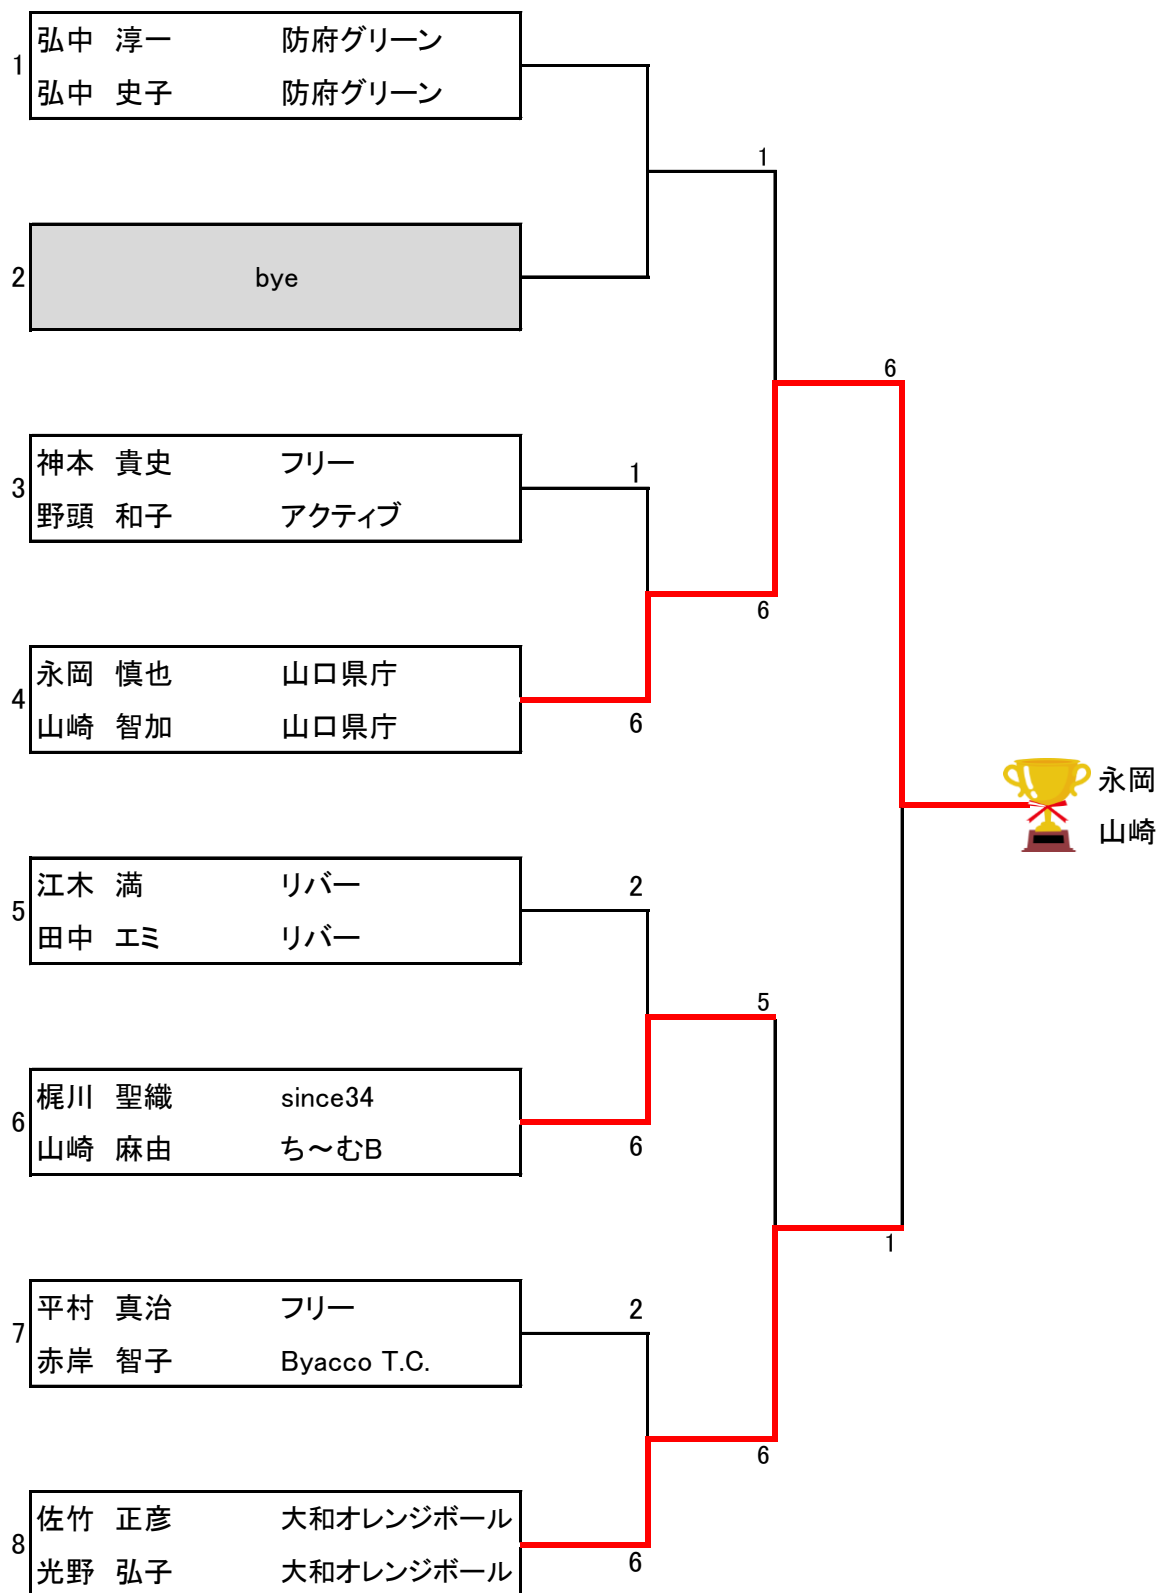 弘中 淳一 防府グリーン
1
弘中 史子 防府グリーン
1
2 bye
6
神本 貴史 フリー
1
3
野頭 和子 アクティブ
6
永岡 慎也 山口県庁
4
山崎 智加 山口県庁
6
永岡
山崎
江木 満 リバー
2
5
田中 エミ リバー
5
梶川 聖織 since34
6
山崎 麻由 ち～むB
6
1
平村 真治 フリー
2
7
赤岸 智子 Byacco T.C.
6
佐竹 正彦 大和オレンジボール
8
光野 弘子 大和オレンジボール
6